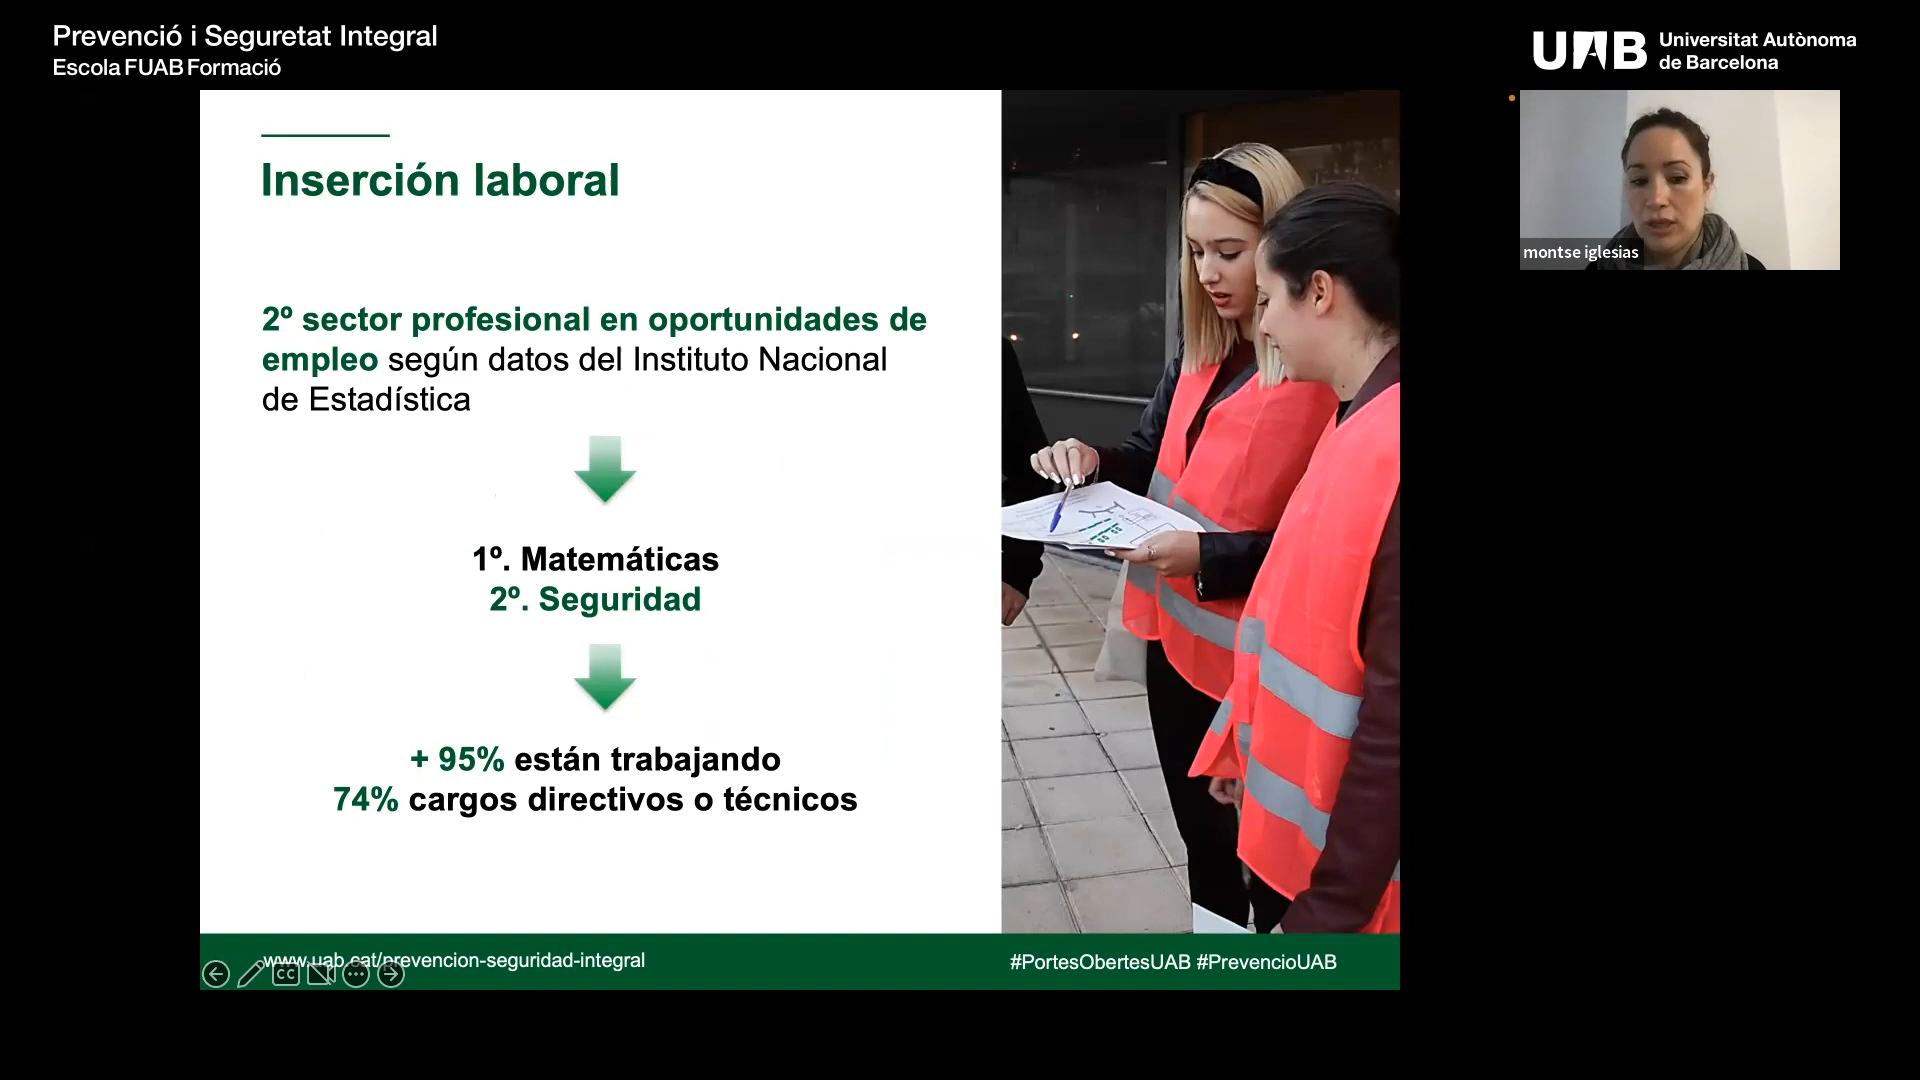 Prevenció i Seguretat Integral
Escola FUAB Formació
UAB
Universitat Autònoma
de Barcelona
montse iglesias
Inserción laboral
2º sector profesional en oportunidades de
empleo según datos del Instituto Nacional
de Estadística
1º. Matemáticas
2º. Seguridad
+ 95% están trabajando
74% cargos directivos o técnicos
www.uab.cat/prevencion-seguridad-integral
CC
#PortesObertesUAB #PrevencioUAB